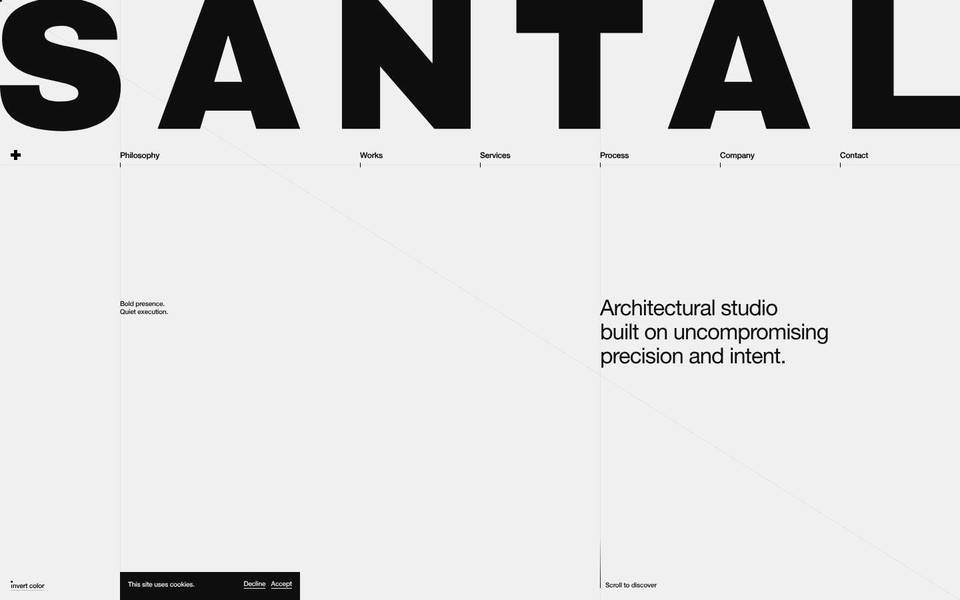 SANTAL
Philosophy
Works
Services
Process
Company
Contact
Bold presence.
Quiet execution.
Architectural studio
built on uncompromising
precision and intent.
invert color
This site uses cookies.
Decline
Accept
Scroll to discover